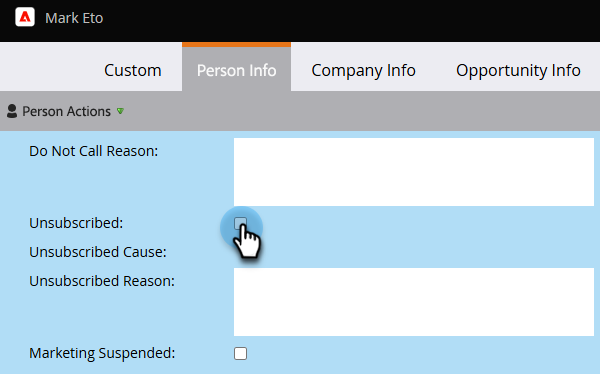 Mark Eto
Custom Person Info Company Info Opportunity Info
Person Actions
Do Not Call Reason:
Unsubscribed:
Unsubscribed Cause:
Unsubscribed Reason:
Marketing Suspended: